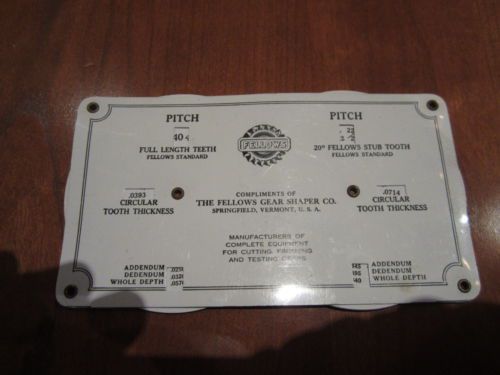 PITCH
40
FULL LENGTH TEETH
FELLOWS STANDARD
.0393
CIRCULAR
TOOTH THICKNESS
ADDENDUM
DEDENDUM
WHOLE DEPTH
FELLOWS
COMPLIMENTS OF
THE FELLOWS GEAR SHAPER CO.
SPRINGFIELD, VERMONT, U. S. A.
MANUFACTURERS OF
COMPLETE EQUIPMENT
FOR CUTTING, FINISHING
AND TESTING GEARS
PITCH
20° FELLOWS STUB TOOTH
FELLOWS STANDARD
.0714
CIRCULAR
TOOTH THICKNESS
ADDENDUM
DEDENDUM
WHOLE DEPTH